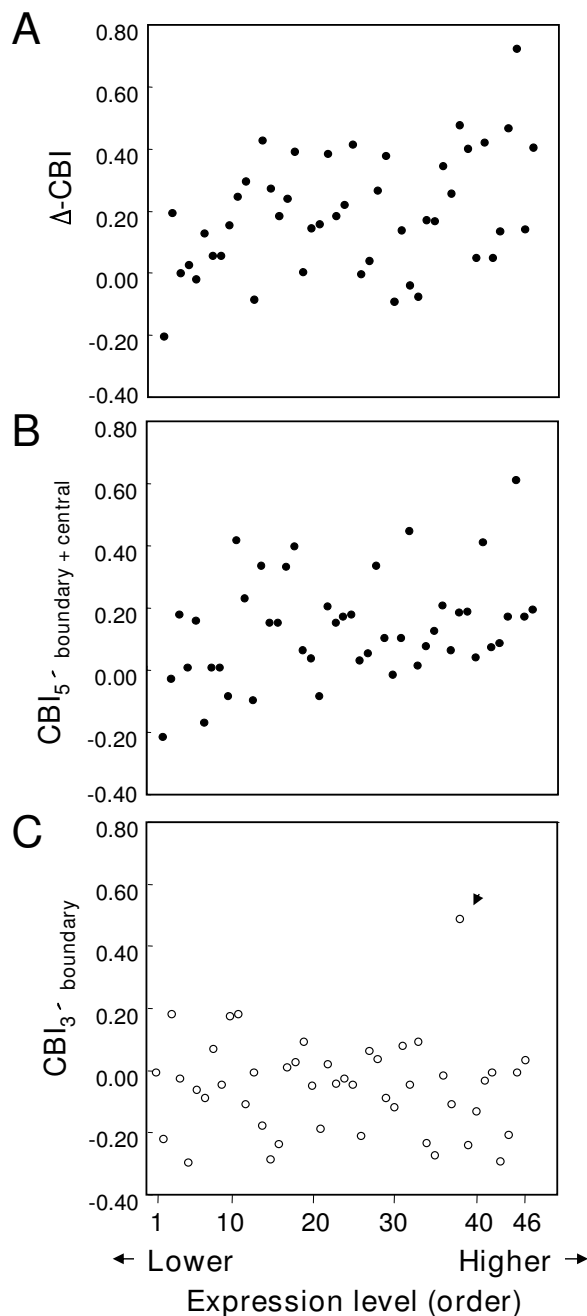 A
0.80
0.60
0.40
0.20
0.00
-0.20
-0.40
Δ-CBI
B
0.80
0.60
0.40
0.20
0.00
-0.20
-0.40
CBI5´ boundary + central
C
0.80
0.60
0.40
0.20
0.00
-0.20
-0.40
CBI3´ boundary
1 10 20 30 40 46
← Lower Higher →
Expression level (order)